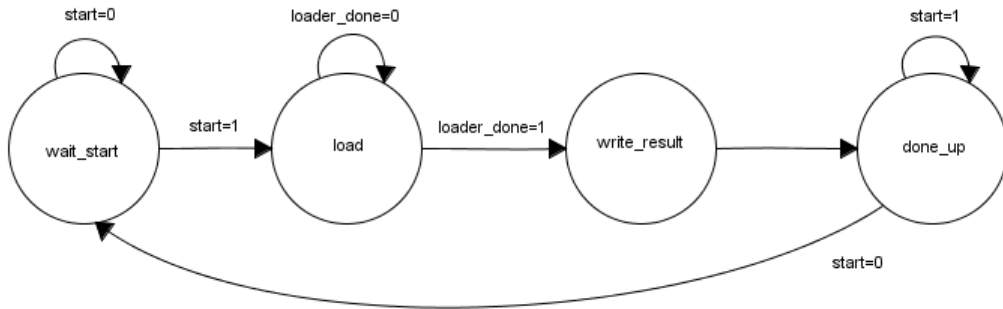 start=0
loader_done=0
start=1
wait_start
start=1
load
loader_done=1
write_result
done_up
start=0